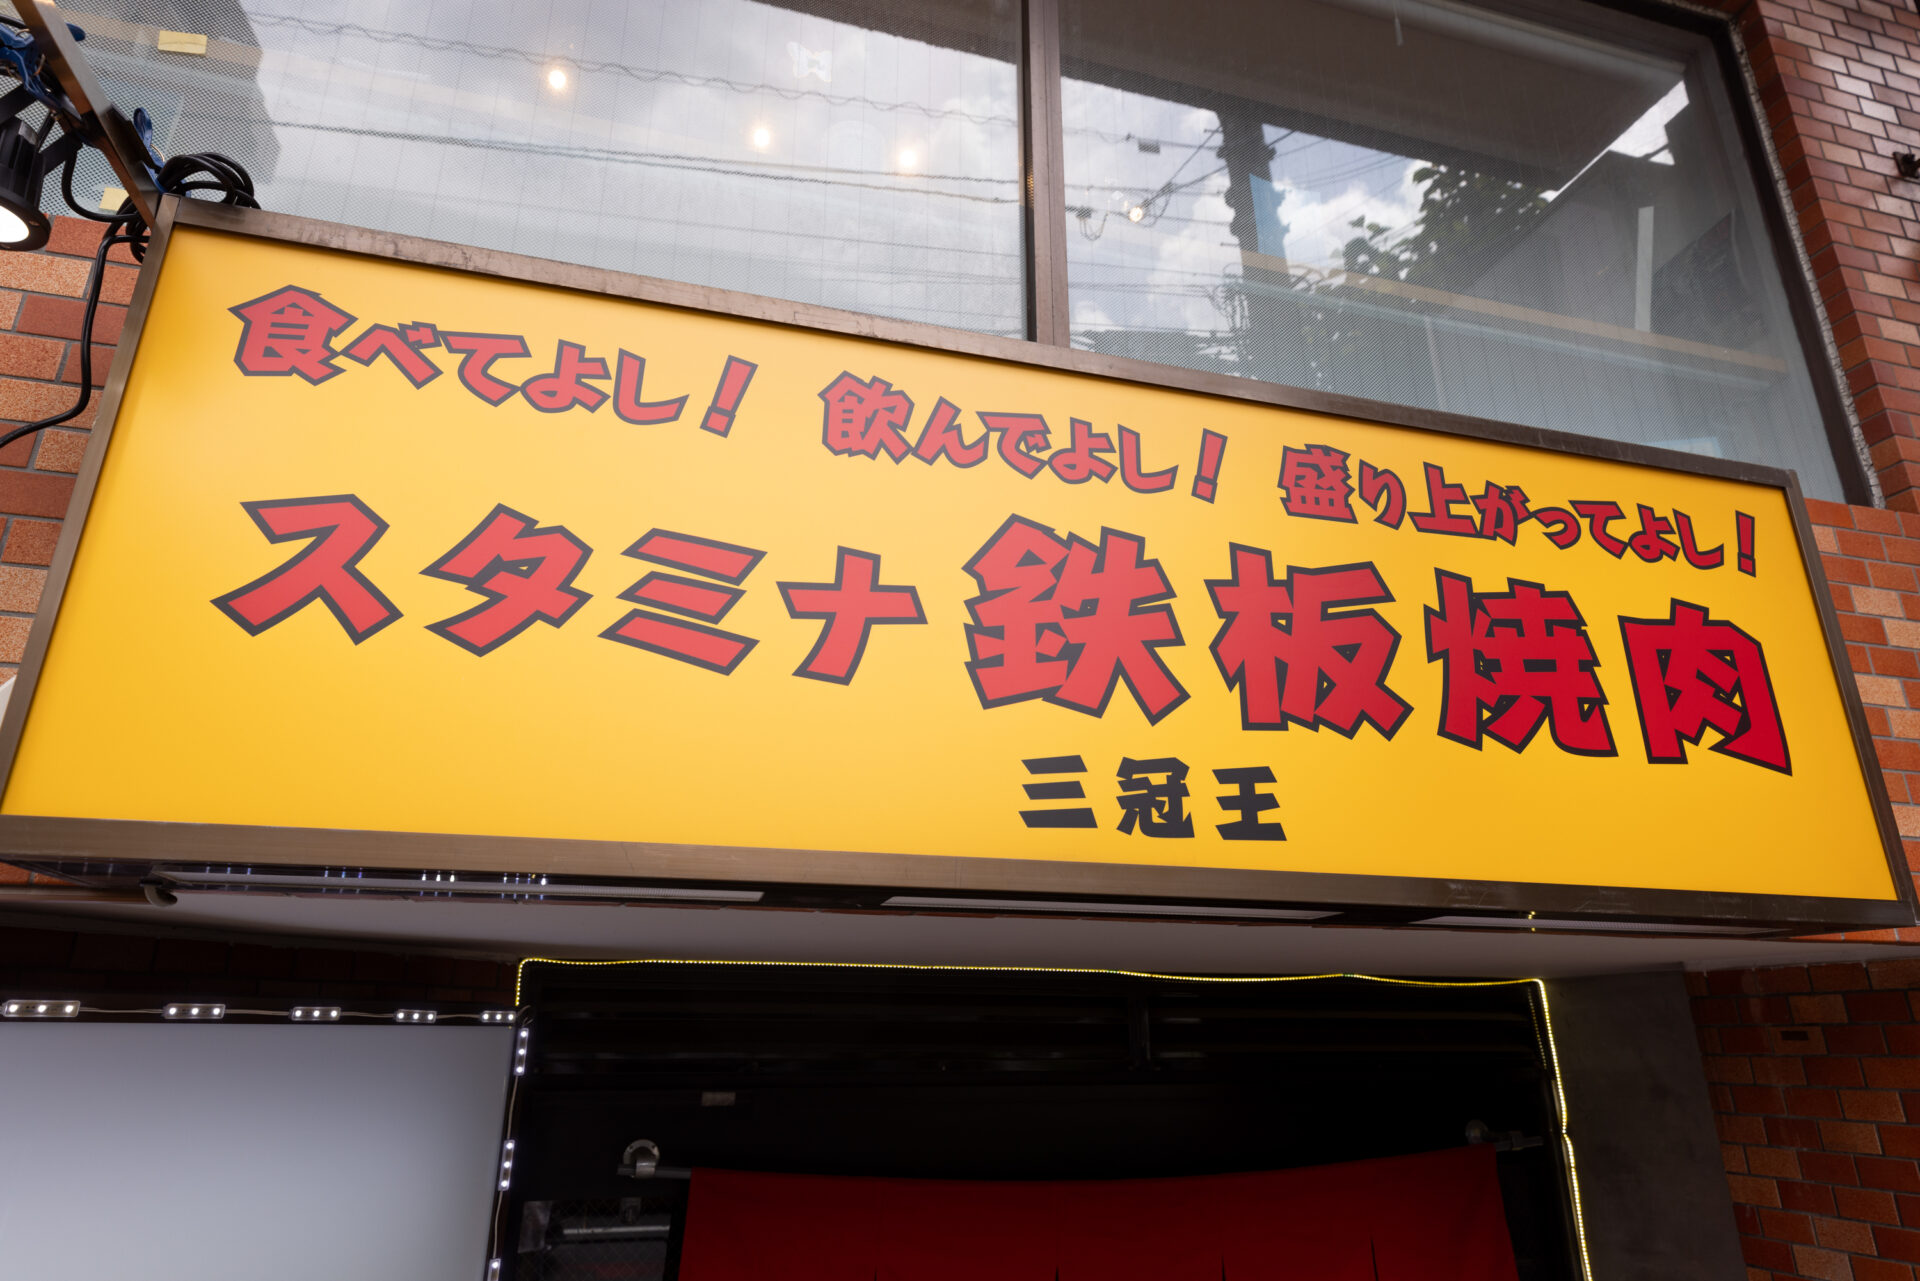 食べてよし！ 飲んでよし！ 盛り上がってよし！
スタミナ鉄板焼肉
三冠王